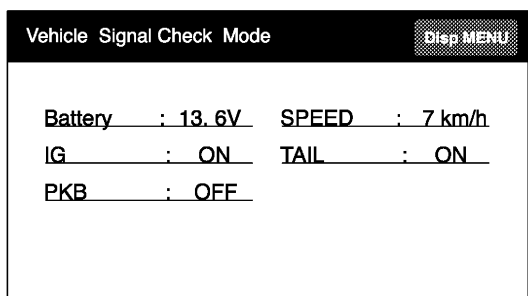 Vehicle Signal Check Mode Disp MENU
Battery : 13. 6V SPEED : 7 km/h
IG : ON TAIL : ON
PKB : OFF